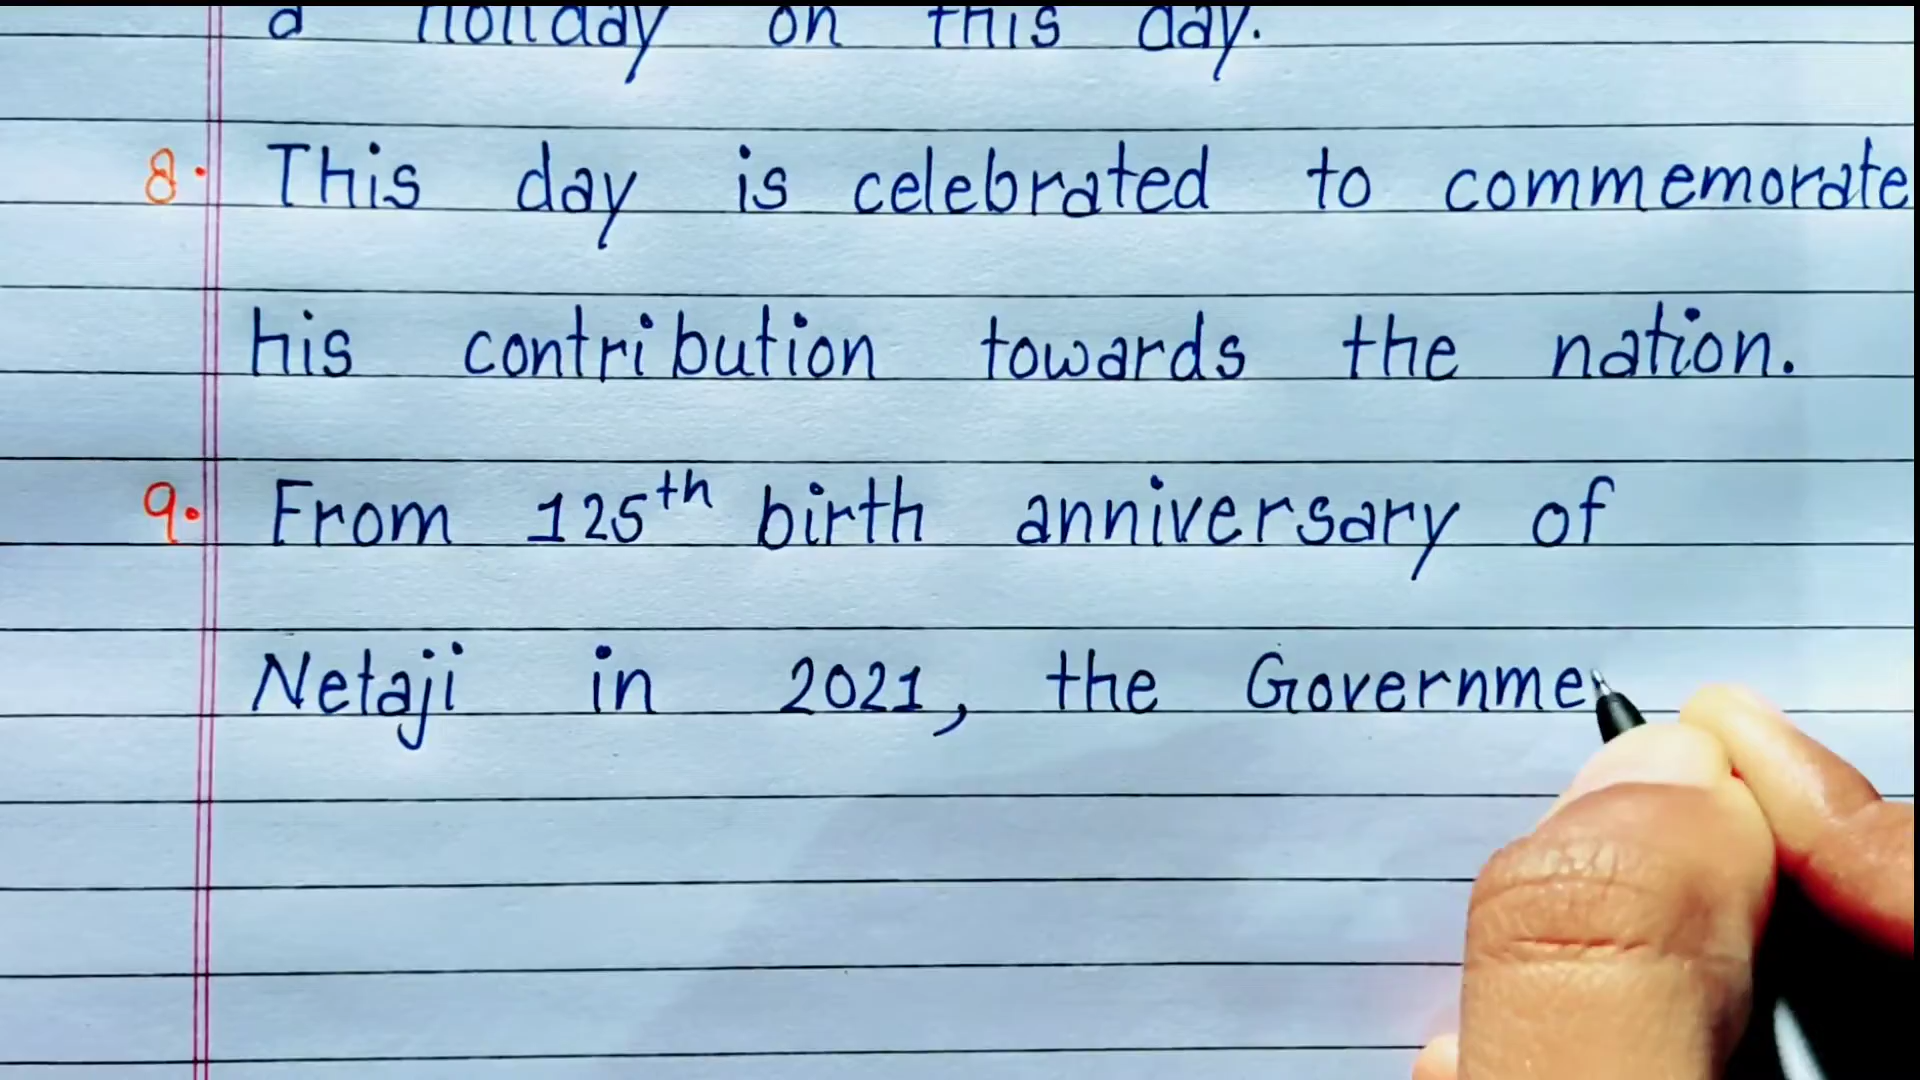 a holiday on this day.
8. This day is celebrated to commemorate
his contribution towards the nation.
9. From 125th birth anniversary of
Netaji in 2021, the Governme